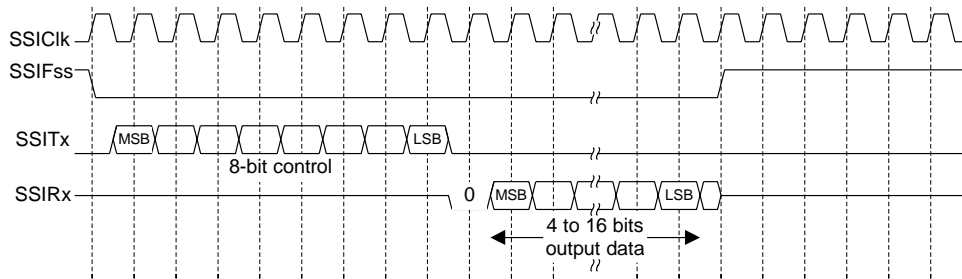 SSIClk
SSIFss
SSITx
MSB
LSB
8-bit control
SSIRx
0
MSB
LSB
4 to 16 bits
output data